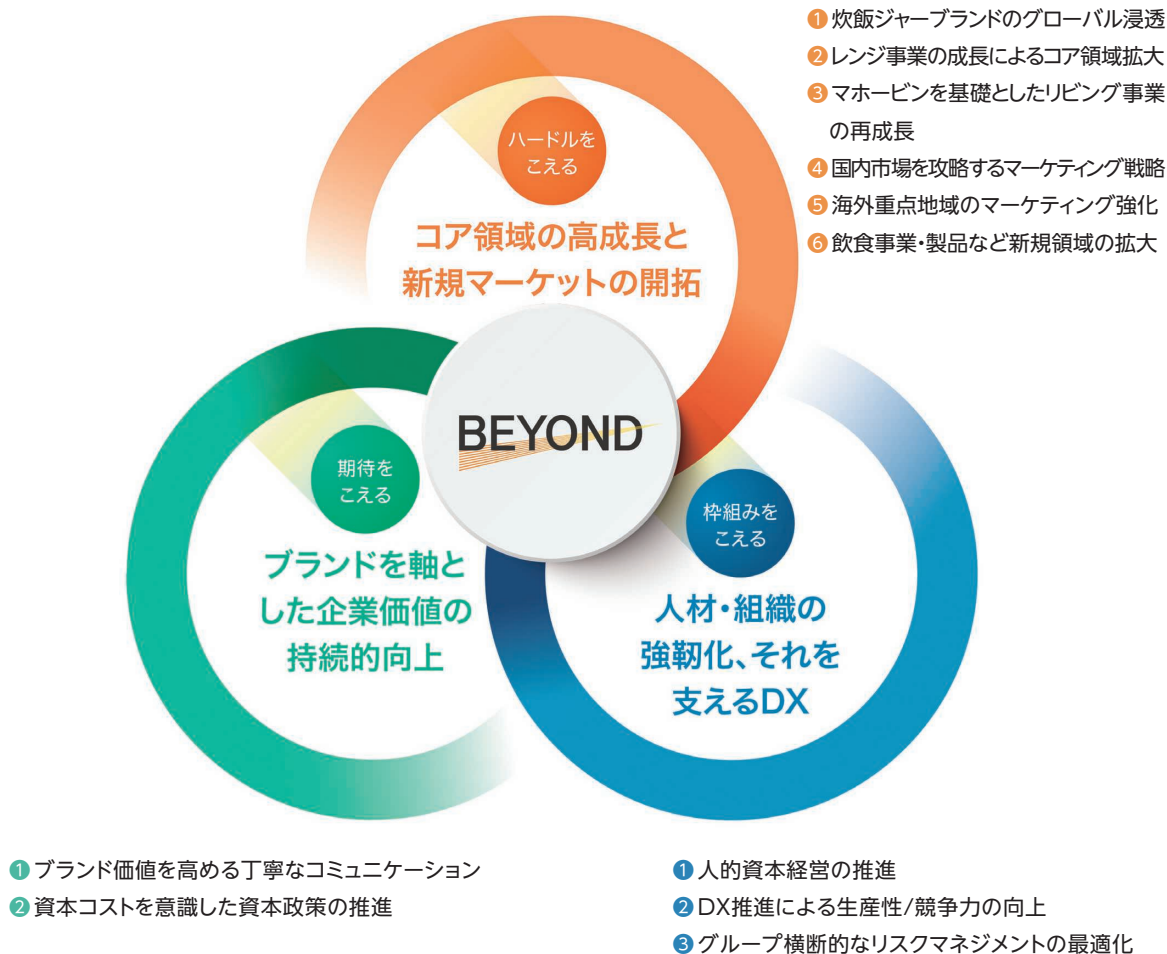 ❶炊飯ジャーブランドのグローバル浸透
❷レンジ事業の成長によるコア領域拡大
❸マホービンを基礎としたリビング事業
の再成長
❹国内市場を攻略するマーケティング戦略
❺海外重点地域のマーケティング強化
❻飲食事業・製品など新規領域の拡大
ハードルを
こえる
コア領域の高成長と
新規マーケットの開拓
BEYOND
期待を
こえる
ブランドを軸と
した企業価値の
持続的向上
枠組みを
こえる
人材・組織の
強靭化、それを
支えるDX
❶ブランド価値を高める丁寧なコミュニケーション
❷資本コストを意識した資本政策の推進
❶人的資本経営の推進
❷DX推進による生産性/競争力の向上
❸グループ横断的なリスクマネジメントの最適化